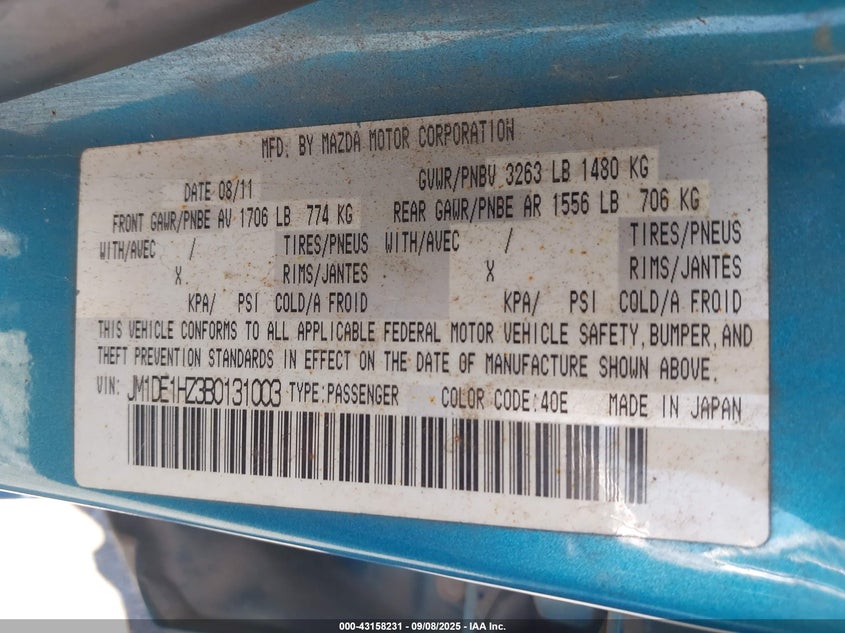 MFD. BY MAZDA MOTOR CORPORATION
DATE 08/11 GVWR/PNBV 3263 LB 1480 KG
FRONT GAWR/PNBE AV 1706 LB 774 KG REAR GAWR/PNBE AR 1556 LB 706 KG
WITH/AVEC / TIRES/PNEUS WITH/AVEC / TIRES/PNEUS
X RIMS/JANTES X RIMS/JANTES
KPA/ PSI COLD/A FROID KPA/ PSI COLD/A FROID
THIS VEHICLE CONFORMS TO ALL APPLICABLE FEDERAL MOTOR VEHICLE SAFETY, BUMPER, AND
THEFT PREVENTION STANDARDS IN EFFECT ON THE DATE OF MANUFACTURE SHOWN ABOVE.
VIN: JM1DE1HZ3B0131003 TYPE:PASSENGER COLOR CODE:40E MADE IN JAPAN
000-43158231 - 09/08/2025 - IAA Inc.